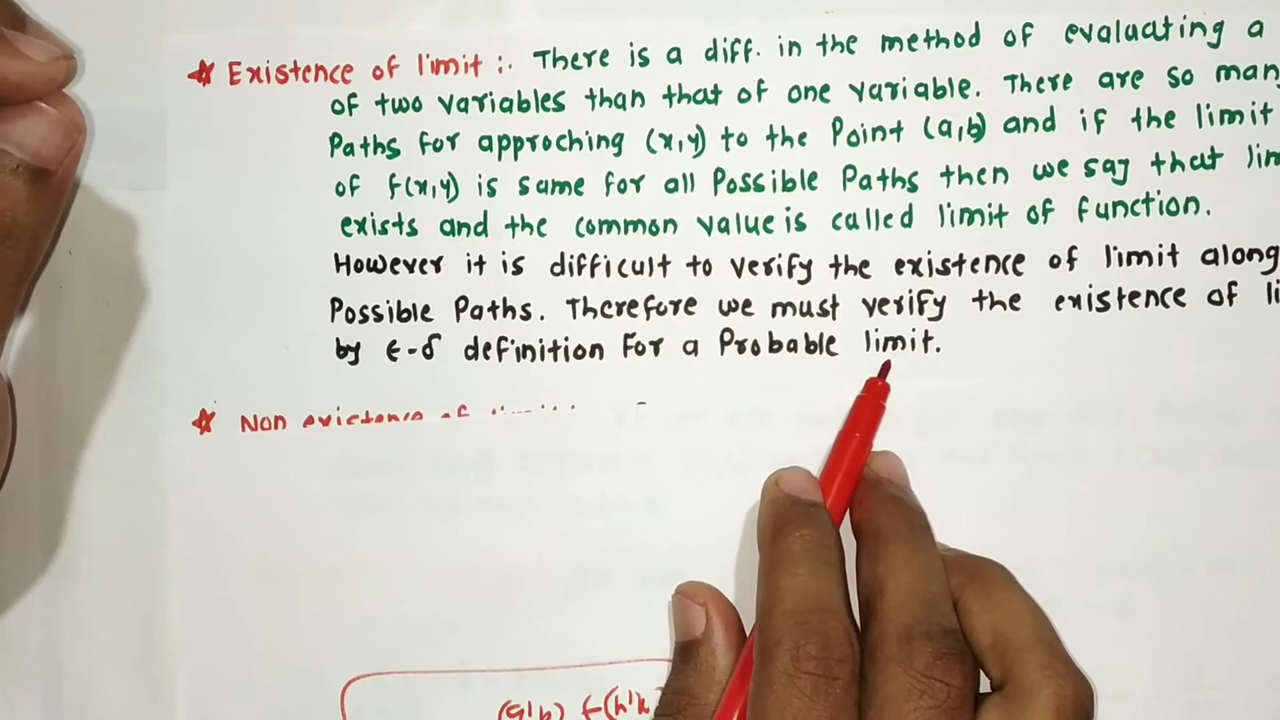 * Existence of limit :. There is a diff. in the method of evaluating a
of two variables than that of one variable. There are so
Paths for approching (x,y) to the Point (a,b) and if the limit
of f(x,y) is same for all Possible Paths then we say that
exists and the common value is called limit of function.
However it is difficult to verify the existence of limit along
Possible Paths. Therefore we must verify the existence of
by ϵ-δ definition for a Probable limit.
* Non existence of